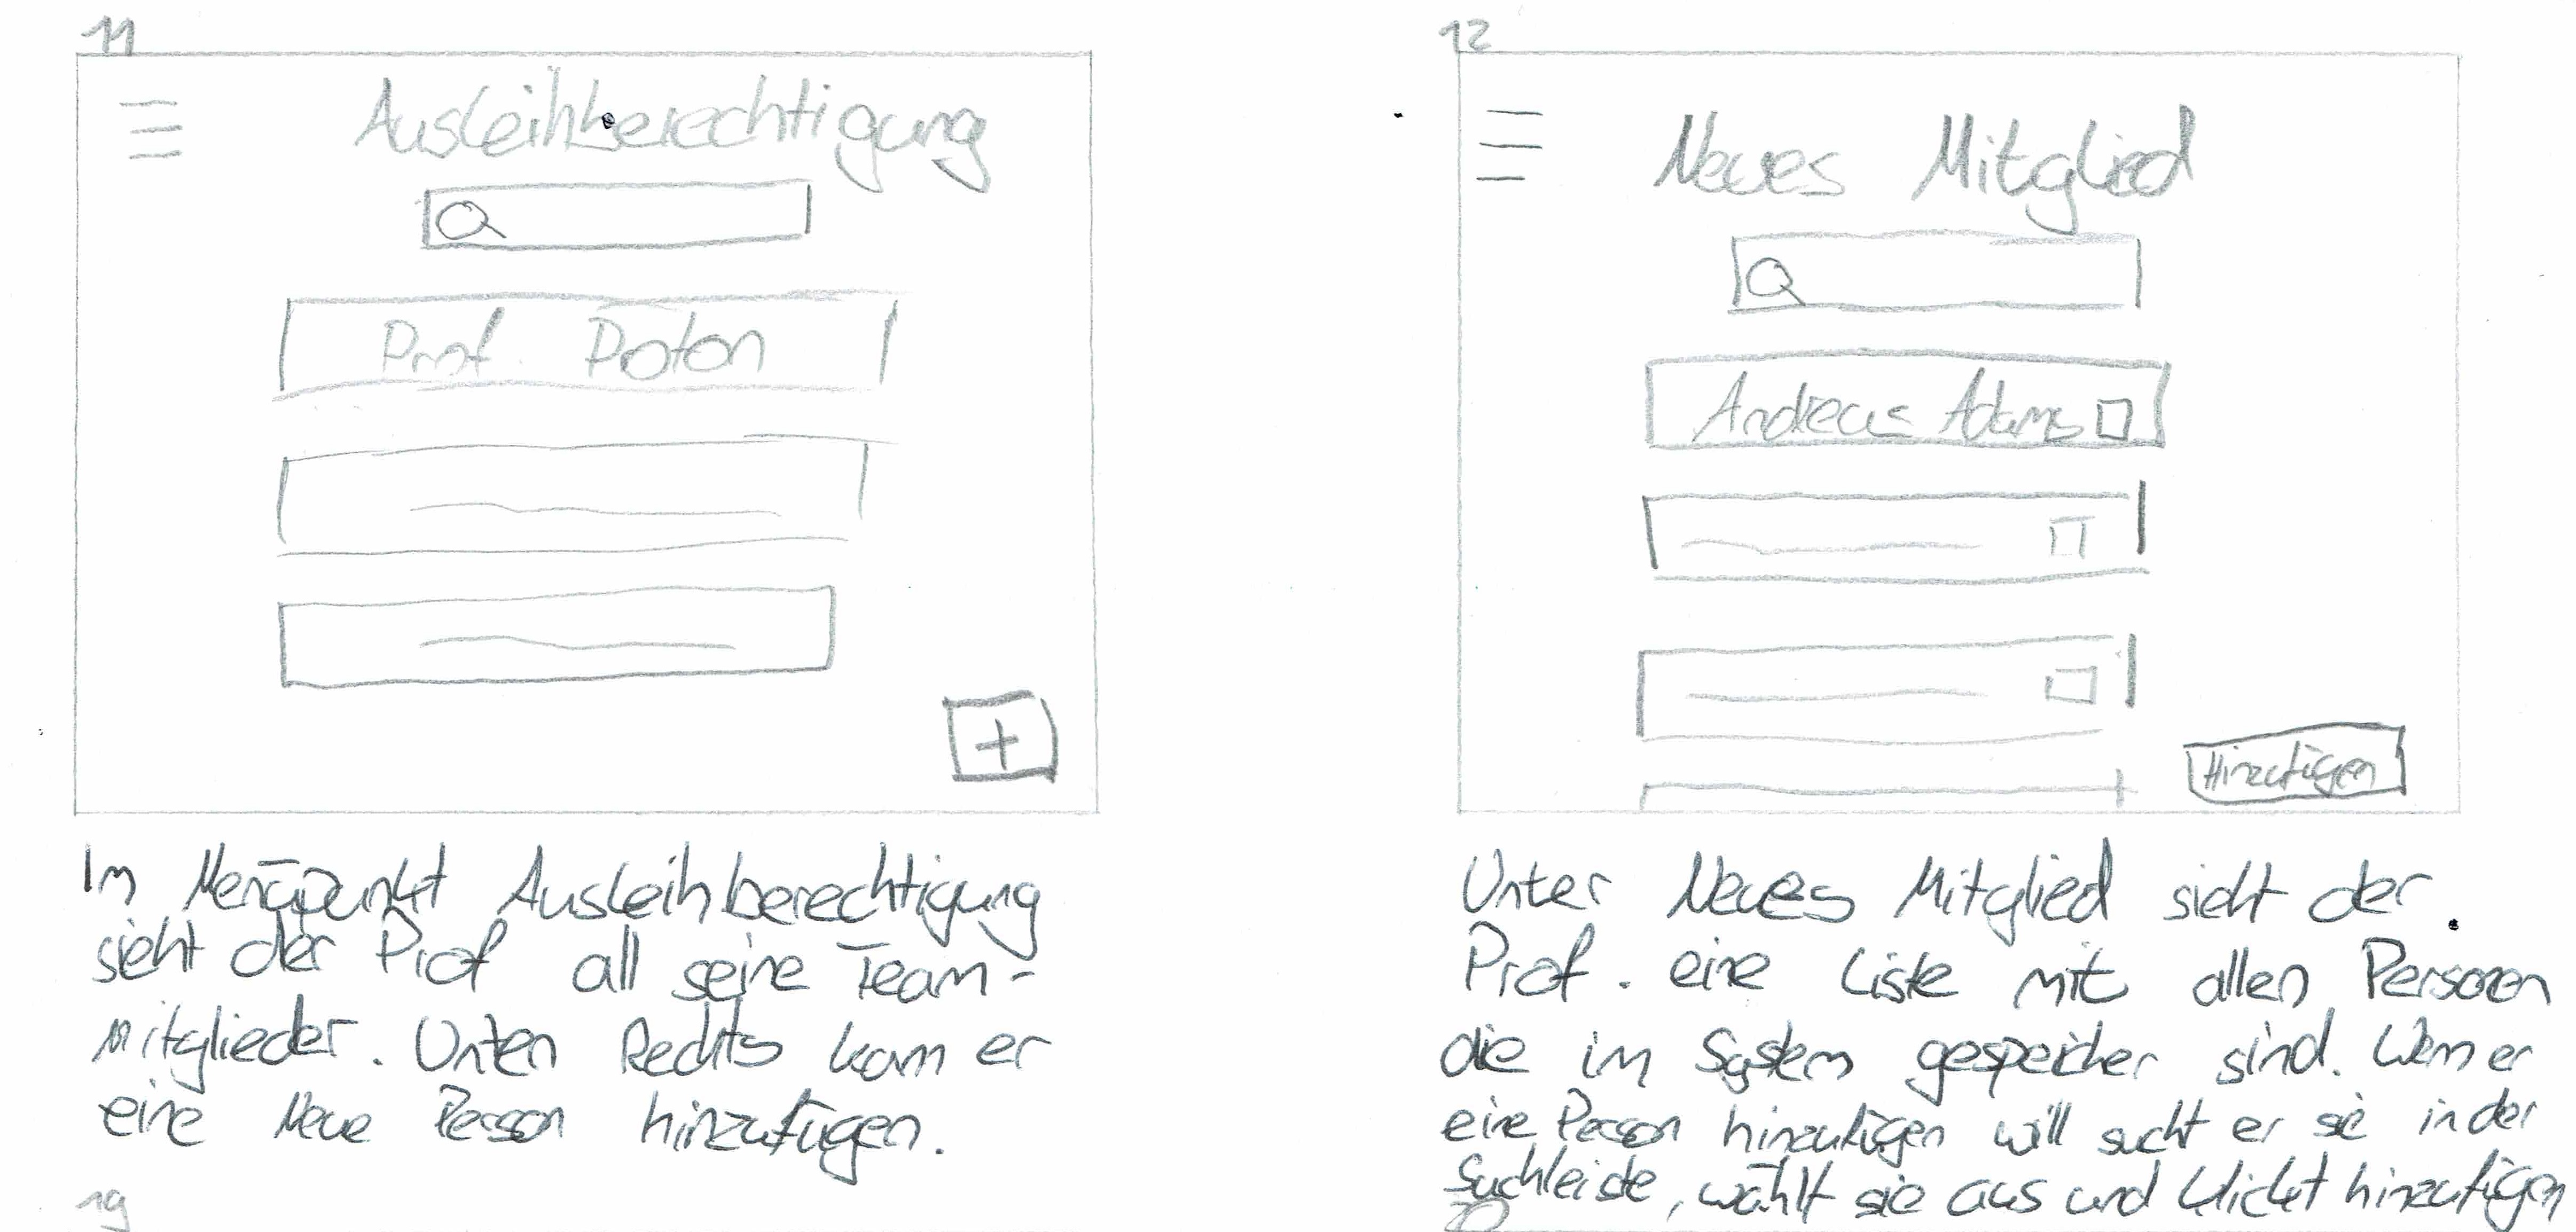 11
Ausleihberechtigung
Prof. Proton
Im Menüpunkt Ausleihberechtigung
sieht der Prof all seine Team-
Mitglieder. Unten Rechts kann er
eine Neue Person hinzufügen.
19
12
Neues Mitglied
Andreas Adams
Hinzufügen
Unter Neues Mitglied sieht der
Prof. eine Liste mit allen Personen
die im System gespeicher sind. Wenn er
eine Person hinzufügen will sucht er sie in der
Suchleiste, wählt sie aus und klickt hinzufügen